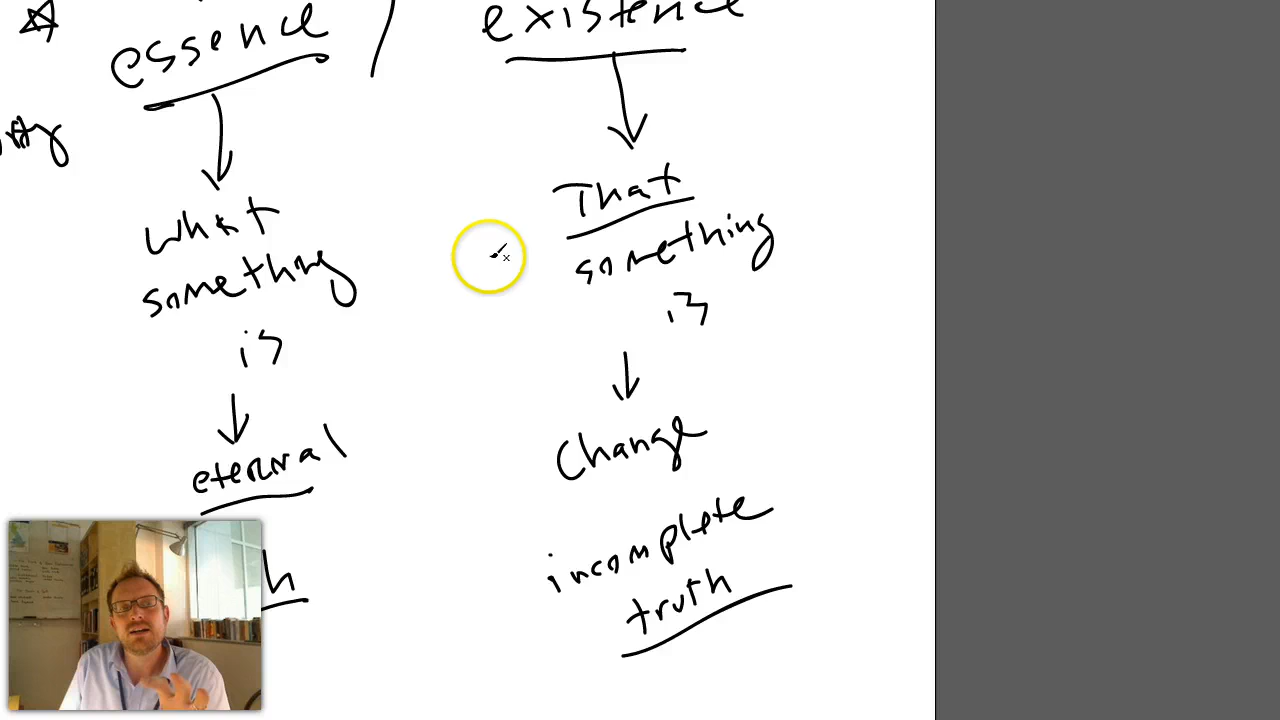 essence / existence
what
something
is
eternal
That
something
is
Change
incomplete
truth